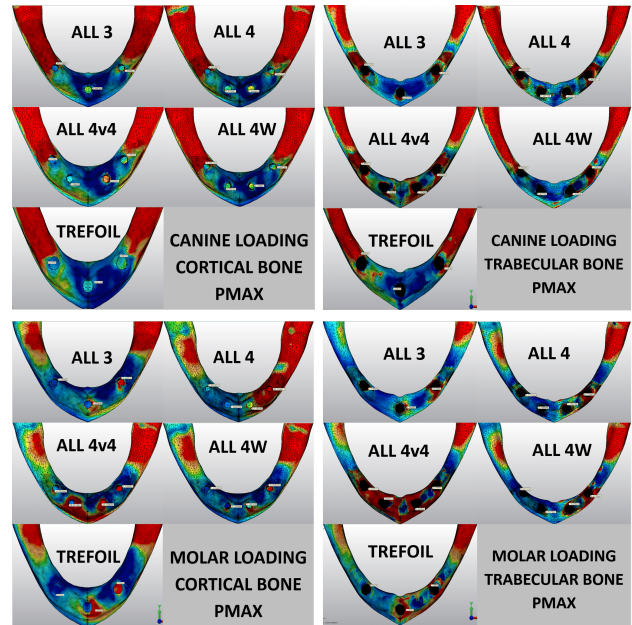 ALL 3
ALL 4
ALL 4v4
ALL 4W
TREFOIL
CANINE LOADING
CORTICAL BONE
PMAX
ALL 3
ALL 4
ALL 4v4
ALL 4W
TREFOIL
CANINE LOADING
TRABECULAR BONE
PMAX
ALL 3
ALL 4
ALL 4v4
ALL 4W
TREFOIL
MOLAR LOADING
CORTICAL BONE
PMAX
ALL 3
ALL 4
ALL 4v4
ALL 4W
TREFOIL
MOLAR LOADING
TRABECULAR BONE
PMAX